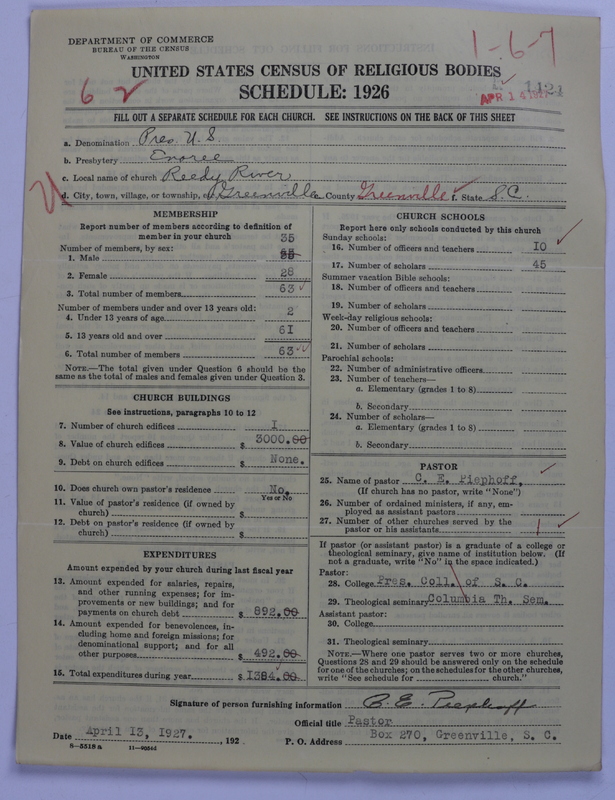 DEPARTMENT OF COMMERCE
BUREAU OF THE CENSUS
WASHINGTON
1-6-7
6 2
UNITED STATES CENSUS OF RELIGIOUS BODIES
SCHEDULE: 1926
APR 14 1927
1121
FILL OUT A SEPARATE SCHEDULE FOR EACH CHURCH. SEE INSTRUCTIONS ON THE BACK OF THIS SHEET
a. Denomination Pres. U.S.
b. Presbytery Enoree
c. Local name of church Reedy River
d. City, town, village, or township, Greenville e. County Greenville f. State S.C.
MEMBERSHIP
Report number of members according to definition of
member in your church
Number of members, by sex:
1. Male 35
2. Female 28
3. Total number of members 63
Number of members under and over 13 years old:
4. Under 13 years of age 2
5. 13 years old and over 61
6. Total number of members 63
NOTE.—The total given under Question 6 should be
same as the total of males and females given under Question 3.
CHURCH BUILDINGS
See instructions, paragraphs 10 to 12
7. Number of church edifices 1
8. Value of church edifices $ 3000.00
9. Debt on church edifices $ None.
10. Does church own pastor's residence No.
Yes or No
11. Value of pastor's residence (if owned by
church) $
12. Debt on pastor's residence (if owned by
church) $
EXPENDITURES
Amount expended by your church during last fiscal year
13. Amount expended for salaries, repairs,
and other running expenses; for im-
provements or new buildings; and for
payments on church debt $ 892.00
14. Amount expended for benevolences, in-
cluding home and foreign missions; for
denominational support; and for all
other purposes $ 492.00
15. Total expenditures during year $ 1384.00
CHURCH SCHOOLS
Report here only schools conducted by this church
Sunday schools:
16. Number of officers and teachers 10
17. Number of scholars 45
Summer vacation Bible schools:
18. Number of officers and teachers
19. Number of scholars
Week-day religious schools:
20. Number of officers and teachers
21. Number of scholars
Parochial schools:
22. Number of administrative officers
23. Number of teachers—
a. Elementary (grades 1 to 8)
b. Secondary
24. Number of scholars—
a. Elementary (grades 1 to 8)
b. Secondary
PASTOR
25. Name of pastor C. E. Piephoff,
(If church has no pastor, write "None")
26. Number of ordained ministers, if any, em-
ployed as assistant pastors
27. Number of other churches served by the
pastor or his assistants 1
If pastor (or assistant pastor) is a graduate of a college or
theological seminary, give name of institution below. (If
not a graduate, write "No" in the space indicated.)
Pastor:
28. College Pres. Coll. of S. C.
29. Theological seminary Columbia Th. Sem.
Assistant pastor:
30. College
31. Theological seminary
NOTE.—Where one pastor serves two or more churches,
Questions 28 and 29 should be answered only on the schedule
for one of the churches; on the schedules for the other churches,
write "See schedule for church."
Signature of person furnishing information C. E. Piephoff
Official title Pastor
Date April 13, 1927. , 192 P. O. Address Box 270, Greenville, S. C.
8-5518 a